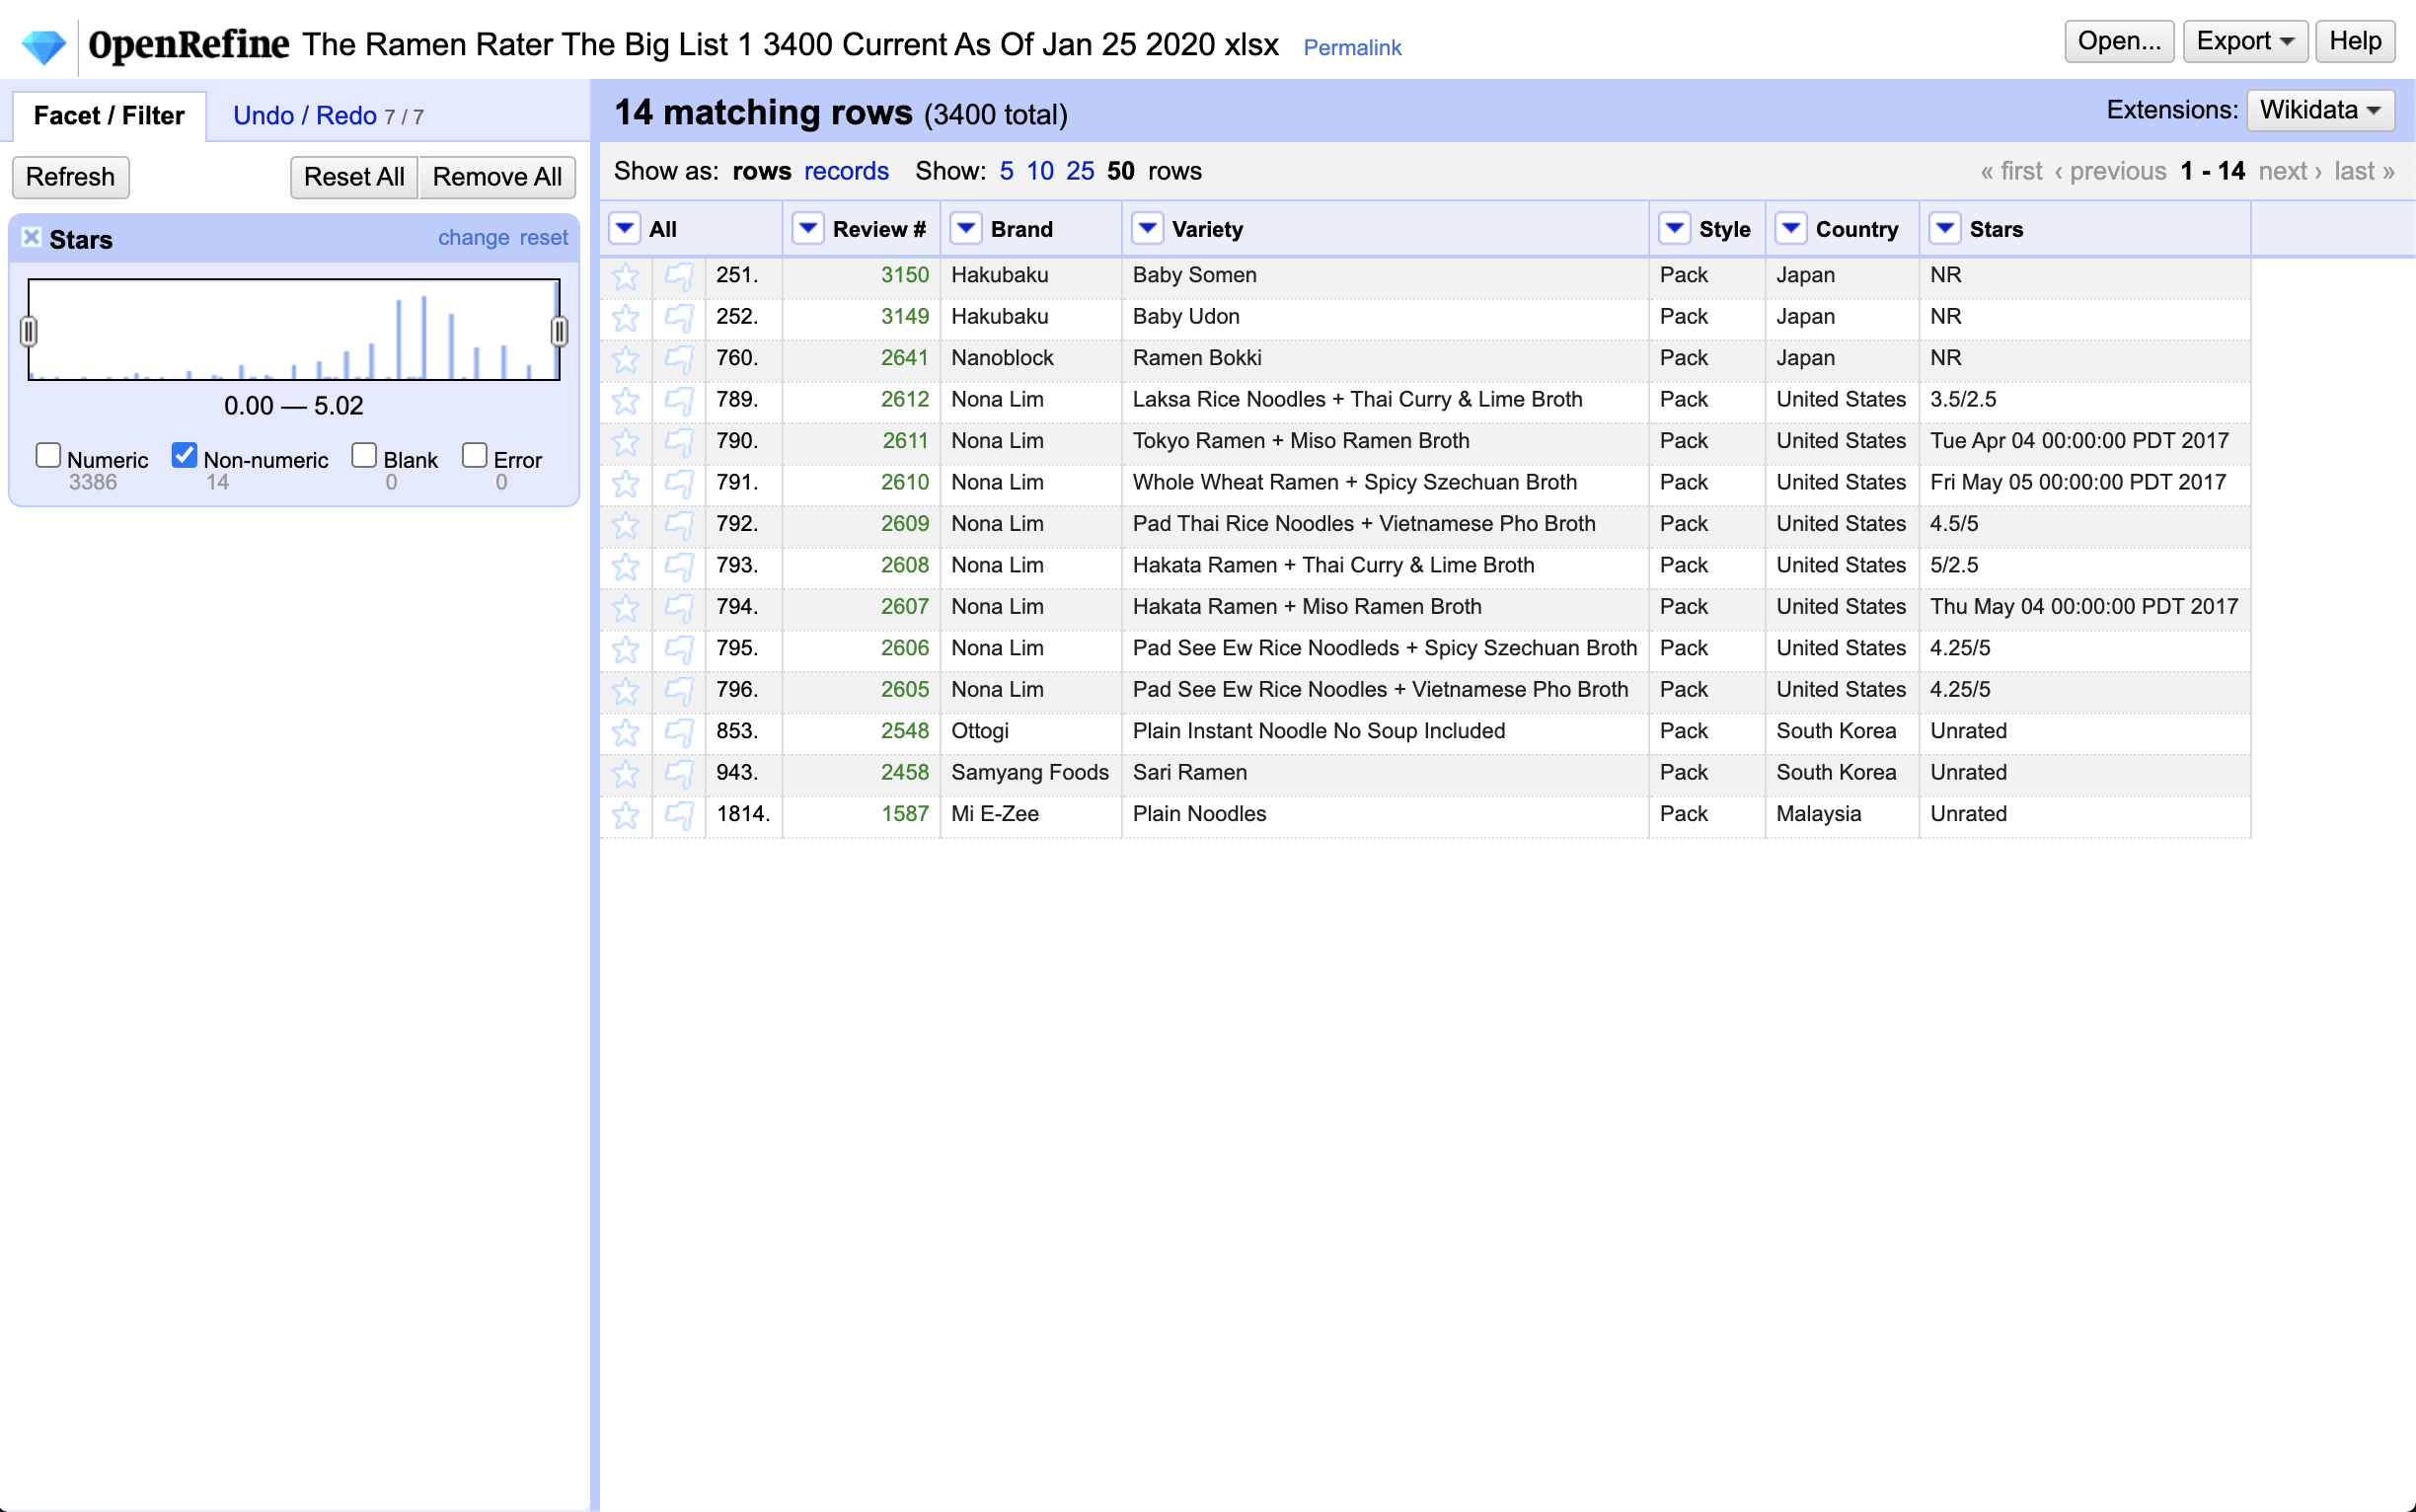 OpenRefine The Ramen Rater The Big List 1 3400 Current As Of Jan 25 2020 xlsx Permalink Open... Export Help
Facet / Filter Undo / Redo 7 / 7
Refresh Reset All Remove All
Stars change reset
0.00 — 5.02
Numeric Non-numeric Blank Error
3386 14 0 0
14 matching rows (3400 total) Extensions: Wikidata
Show as: rows records Show: 5 10 25 50 rows « first ‹ previous 1 - 14 next › last »
All Review # Brand Variety Style Country Stars
251. 3150 Hakubaku Baby Somen Pack Japan NR
252. 3149 Hakubaku Baby Udon Pack Japan NR
760. 2641 Nanoblock Ramen Bokki Pack Japan NR
789. 2612 Nona Lim Laksa Rice Noodles + Thai Curry & Lime Broth Pack United States 3.5/2.5
790. 2611 Nona Lim Tokyo Ramen + Miso Ramen Broth Pack United States Tue Apr 04 00:00:00 PDT 2017
791. 2610 Nona Lim Whole Wheat Ramen + Spicy Szechuan Broth Pack United States Fri May 05 00:00:00 PDT 2017
792. 2609 Nona Lim Pad Thai Rice Noodles + Vietnamese Pho Broth Pack United States 4.5/5
793. 2608 Nona Lim Hakata Ramen + Thai Curry & Lime Broth Pack United States 5/2.5
794. 2607 Nona Lim Hakata Ramen + Miso Ramen Broth Pack United States Thu May 04 00:00:00 PDT 2017
795. 2606 Nona Lim Pad See Ew Rice Noodleds + Spicy Szechuan Broth Pack United States 4.25/5
796. 2605 Nona Lim Pad See Ew Rice Noodles + Vietnamese Pho Broth Pack United States 4.25/5
853. 2548 Ottogi Plain Instant Noodle No Soup Included Pack South Korea Unrated
943. 2458 Samyang Foods Sari Ramen Pack South Korea Unrated
1814. 1587 Mi E-Zee Plain Noodles Pack Malaysia Unrated